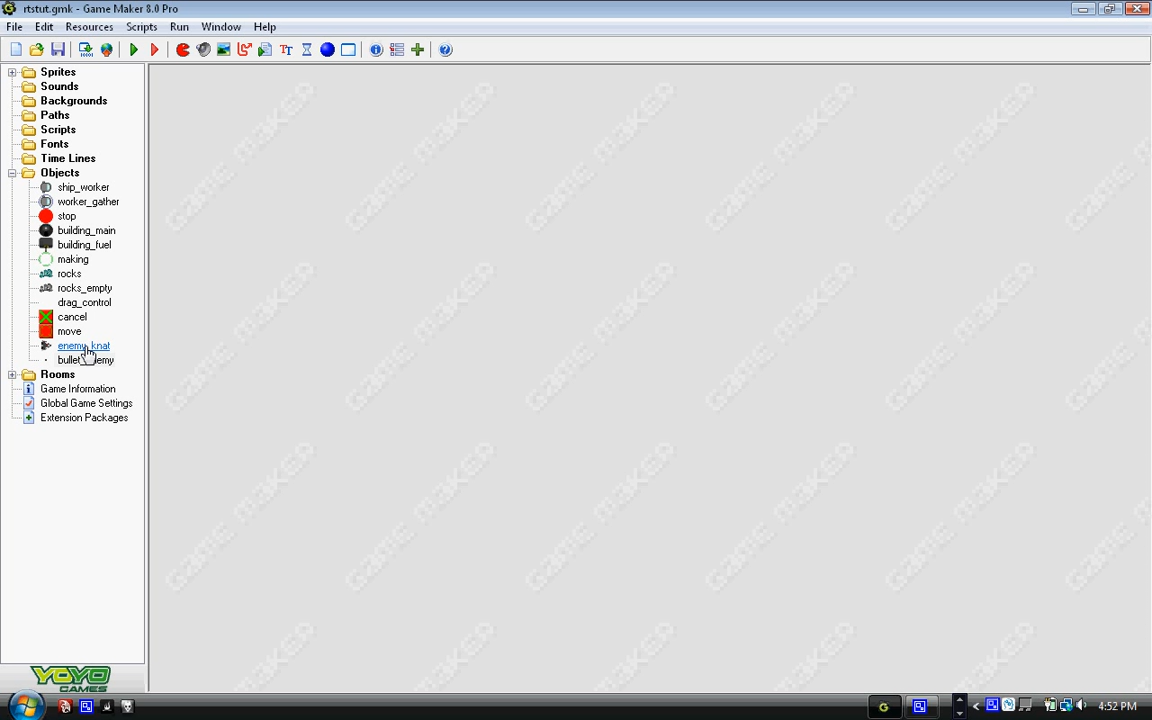 rtstut.gmk - Game Maker 8.0 Pro
File Edit Resources Scripts Run Window Help
Sprites
Sounds
Backgrounds
Paths
Scripts
Fonts
Time Lines
Objects
ship_worker
worker_gather
stop
building_main
building_fuel
making
rocks
rocks_empty
drag_control
cancel
move
enemy_knat
Rooms
Game Information
Global Game Settings
Extension Packages
YOYO
GAMES
4:52 PM